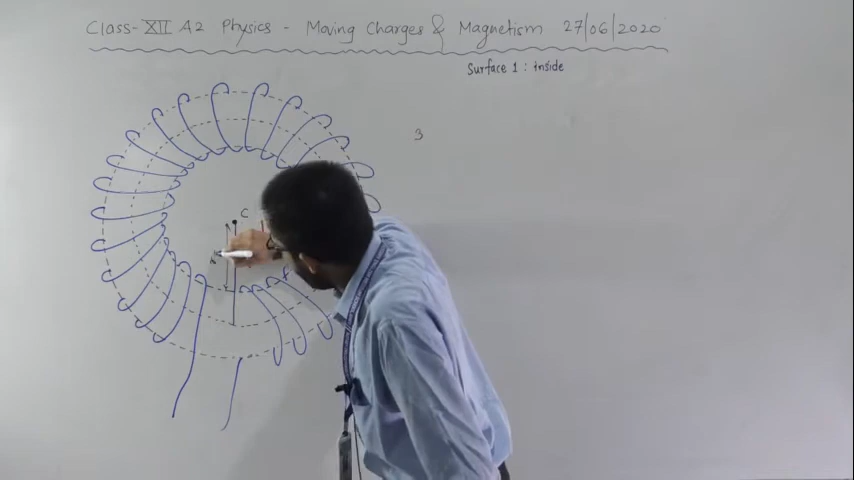 Class-XII A2 Physics - Moving Charges & Magnetism 27/06/2020
Surface 1 : Inside
3
C